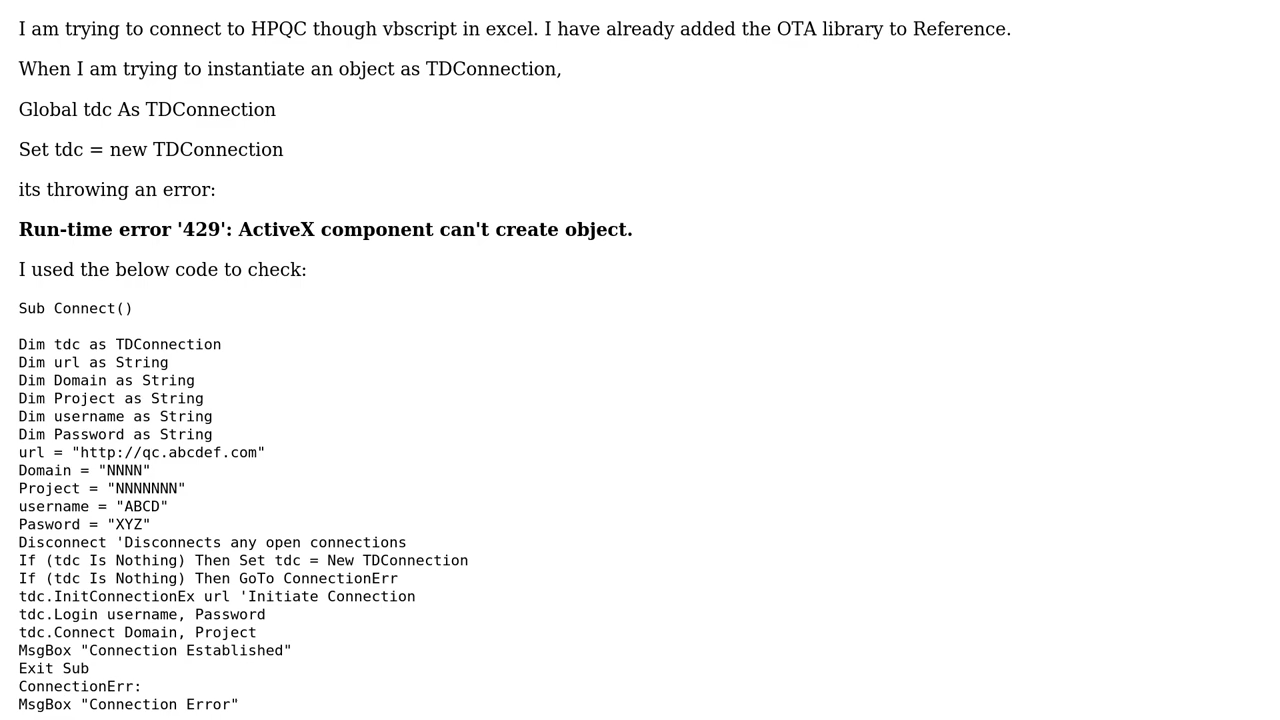 I am trying to connect to HPQC though vbscript in excel. I have already added the OTA library to Reference.
When I am trying to instantiate an object as TDConnection,
Global tdc As TDConnection
Set tdc = new TDConnection
its throwing an error:
Run-time error '429': ActiveX component can't create object.
I used the below code to check:
Sub Connect()
Dim tdc as TDConnection
Dim url as String
Dim Domain as String
Dim Project as String
Dim username as String
Dim Password as String
url = "http://qc.abcdef.com"
Domain = "NNNN"
Project = "NNNNNNN"
username = "ABCD"
Pasword = "XYZ"
Disconnect 'Disconnects any open connections
If (tdc Is Nothing) Then Set tdc = New TDConnection
If (tdc Is Nothing) Then GoTo ConnectionErr
tdc.InitConnectionEx url 'Initiate Connection
tdc.Login username, Password
tdc.Connect Domain, Project
MsgBox "Connection Established"
Exit Sub
ConnectionErr:
MsgBox "Connection Error"